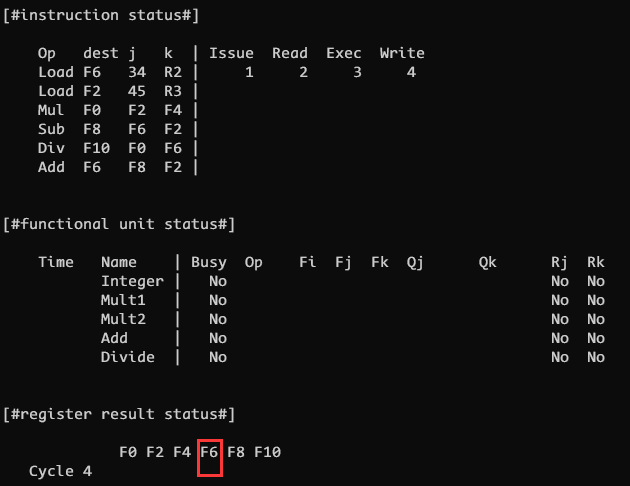 [#instruction status#]
Op dest j k | Issue Read Exec Write
Load F6 34 R2 | 1 2 3 4
Load F2 45 R3 |
Mul F0 F2 F4 |
Sub F8 F6 F2 |
Div F10 F0 F6 |
Add F6 F8 F2 |
[#functional unit status#]
Time Name | Busy Op Fi Fj Fk Qj Qk Rj Rk
Integer | No No No
Mult1 | No No No
Mult2 | No No No
Add | No No No
Divide | No No No
[#register result status#]
F0 F2 F4 F6 F8 F10
Cycle 4